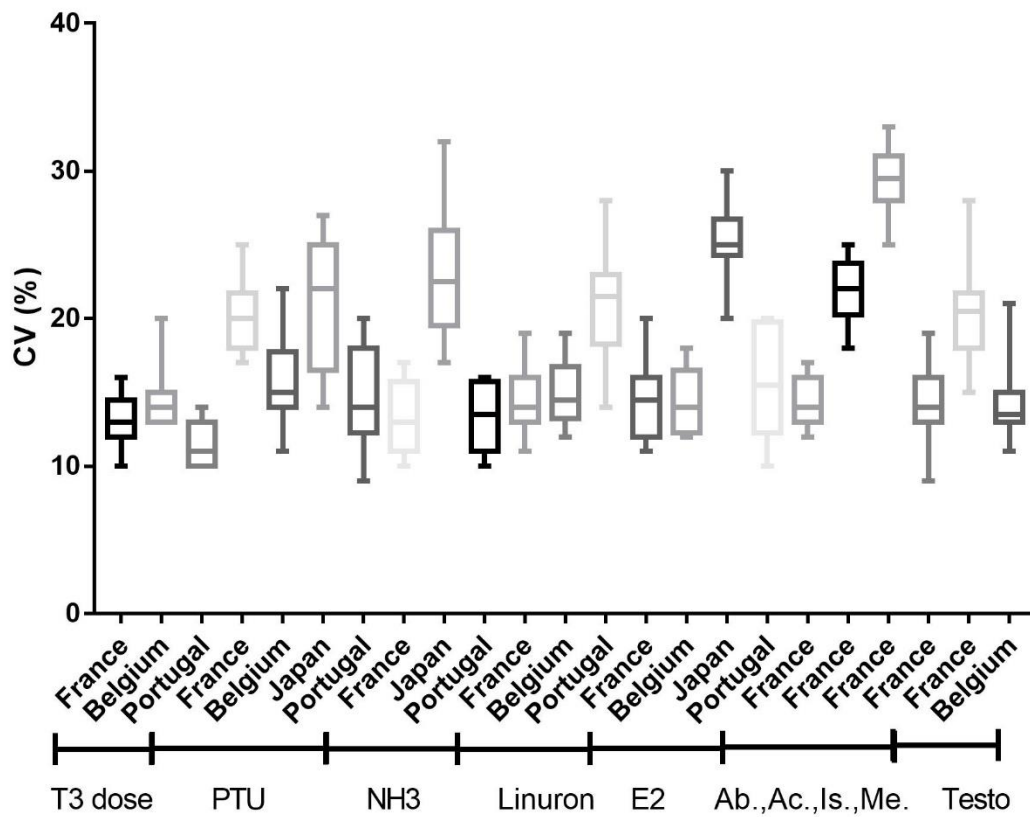 40
30
20
10
0
CV (%)
France
Belgium
Portugal
France
Belgium
Japan
Portugal
France
Japan
Portugal
France
Belgium
Portugal
France
Belgium
Japan
Portugal
France
France
France
France
France
Belgium
T3 dose PTU NH3 Linuron E2 Ab.,Ac.,Is.,Me. Testo